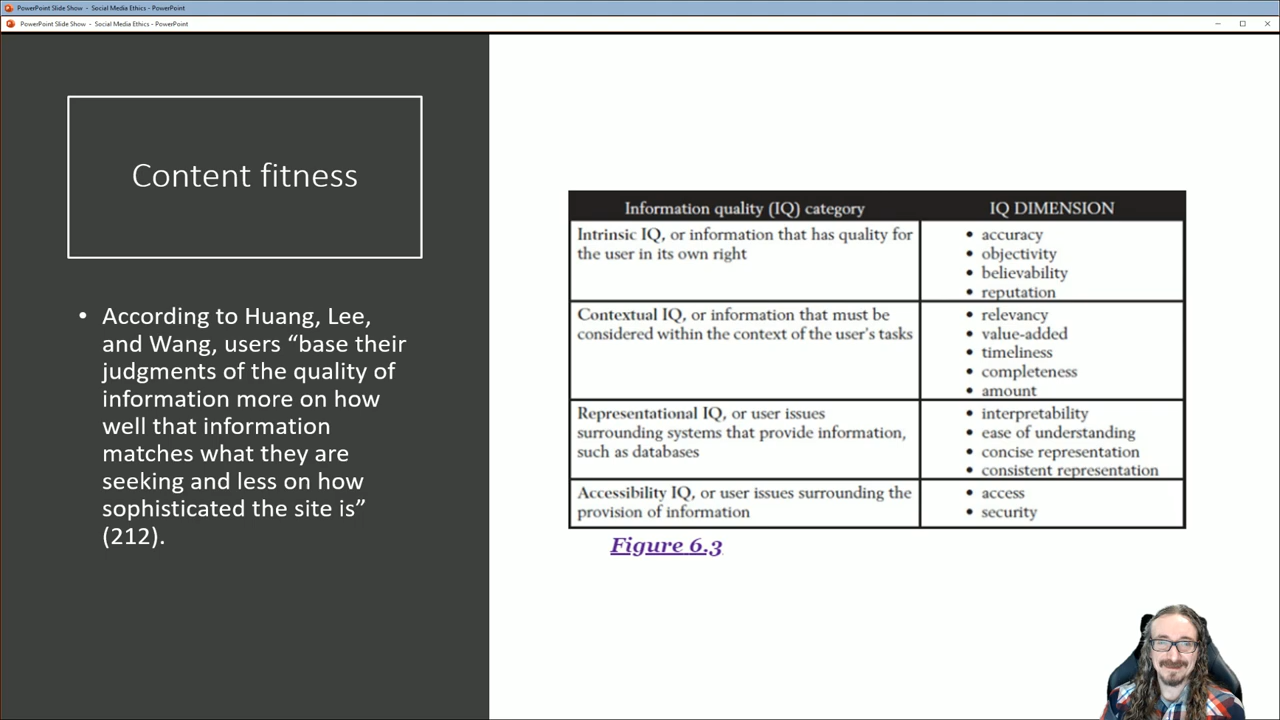 PowerPoint Slide Show - Social Media Ethics - PowerPoint
PowerPoint Slide Show - Social Media Ethics - PowerPoint
Content fitness
• According to Huang, Lee,
and Wang, users “base their
judgments of the quality of
information more on how
well that information
matches what they are
seeking and less on how
sophisticated the site is”
(212).
Information quality (IQ) category
IQ DIMENSION
Intrinsic IQ, or information that has quality for
the user in its own right
• accuracy
• objectivity
• believability
• reputation
Contextual IQ, or information that must be
considered within the context of the user's tasks
• relevancy
• value-added
• timeliness
• completeness
• amount
Representational IQ, or user issues
surrounding systems that provide information,
such as databases
• interpretability
• ease of understanding
• concise representation
• consistent representation
Accessibility IQ, or user issues surrounding the
provision of information
• access
• security
Figure 6.3